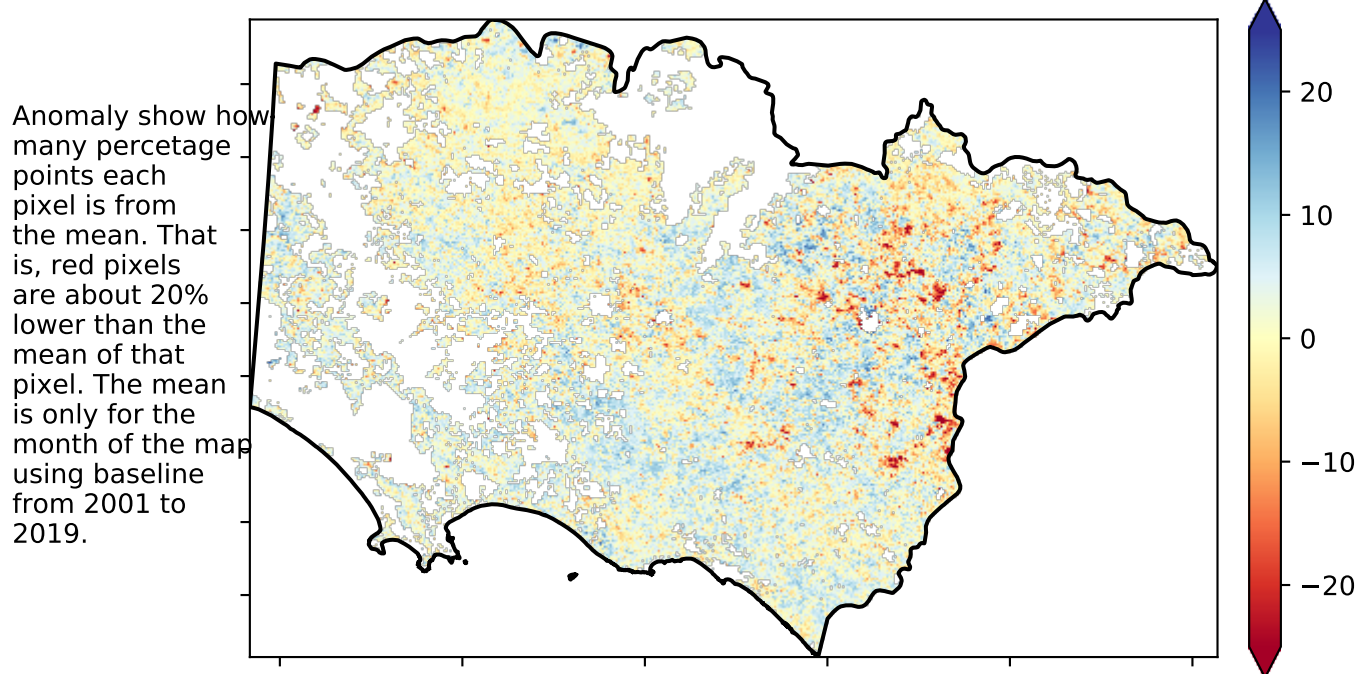 Anomaly show how
many percetage
points each
pixel is from
the mean. That
is, red pixels
are about 20%
lower than the
mean of that
pixel. The mean
is only for the
month of the map
using baseline
from 2001 to
2019.
20
10
0
−10
−20